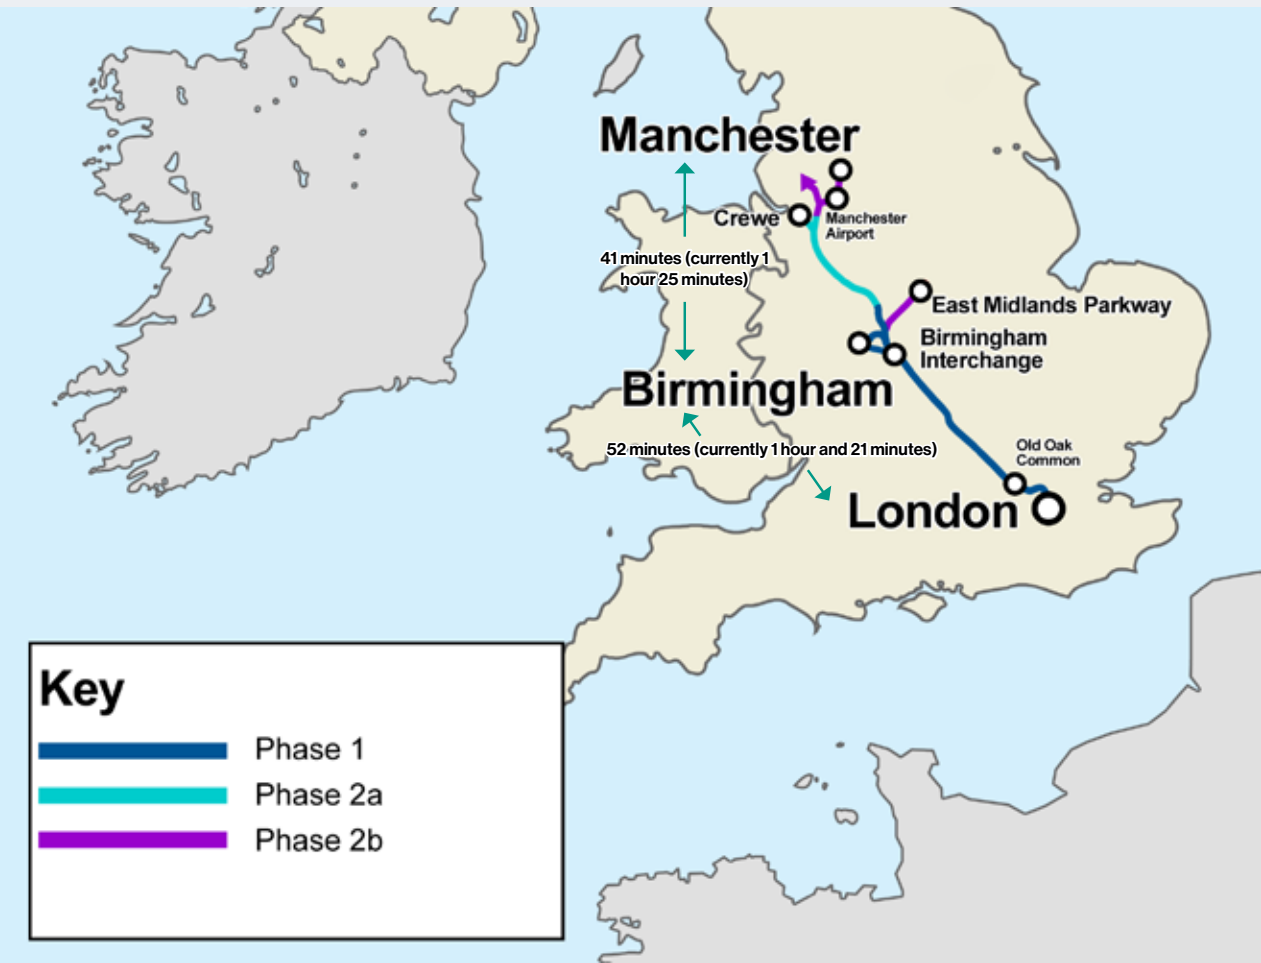 Manchester
Crewe
Manchester
Airport
41 minutes (currently 1
hour 25 minutes)
East Midlands Parkway
Birmingham
Interchange
Birmingham
52 minutes (currently 1 hour and 21 minutes)
Old Oak
Common
London
Key
Phase 1
Phase 2a
Phase 2b